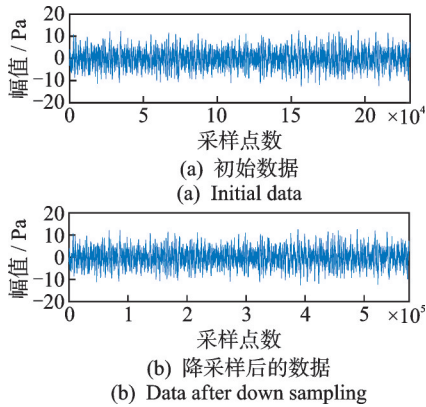 20
10
0
−10
−20
幅值 / Pa
0 5 10 15 20 ×10⁴
采样点数
(a) 初始数据
(a) Initial data
20
10
0
−10
−20
幅值 / Pa
0 1 2 3 4 5 ×10⁵
采样点数
(b) 降采样后的数据
(b) Data after down sampling